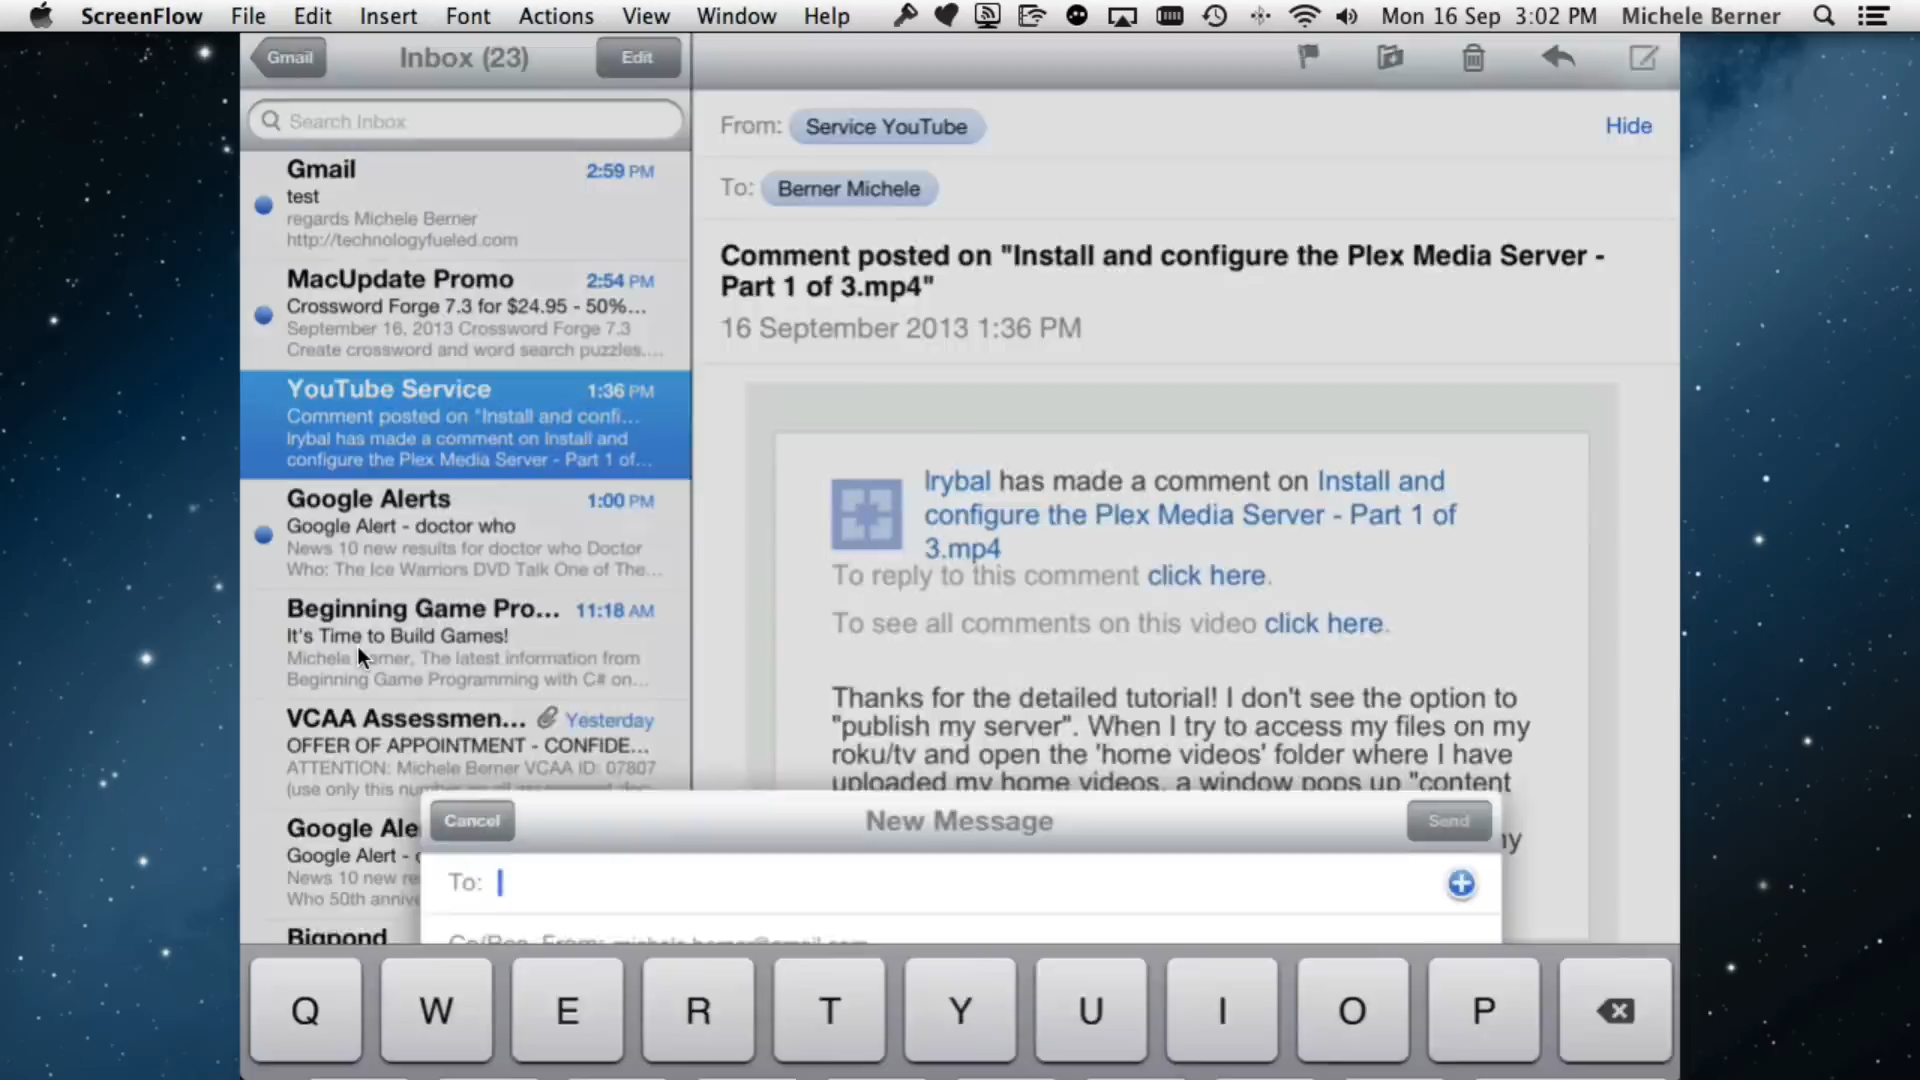 ScreenFlow File Edit Insert Font Actions View Window Help Mon 16 Sep 3:02 PM Michele Berner
Gmail Inbox (23) Edit
Search Inbox
Gmail 2:59 PM
test
regards Michele Berner
http://technologyfueled.com
MacUpdate Promo 2:54 PM
Crossword Forge 7.3 for $24.95 - 50%...
September 16, 2013 Crossword Forge 7.3
Create crossword and word search puzzles....
YouTube Service 1:36 PM
Comment posted on "Install and confi...
lrybal has made a comment on Install and
configure the Plex Media Server - Part 1 of...
Google Alerts 1:00 PM
Google Alert - doctor who
News 10 new results for doctor who Doctor
Who: The Ice Warriors DVD Talk One of The...
Beginning Game Pro... 11:18 AM
It's Time to Build Games!
Michele Berner, The latest information from
Beginning Game Programming with C# on...
VCAA Assessmen... Yesterday
OFFER OF APPOINTMENT - CONFIDE...
ATTENTION: Michele Berner VCAA ID: 07807
(use only this
Google Ale
Google Alert -
News 10 new re
Who 50th annive
Bigpond
From: Service YouTube Hide
To: Berner Michele
Comment posted on "Install and configure the Plex Media Server -
Part 1 of 3.mp4"
16 September 2013 1:36 PM
lrybal has made a comment on Install and
configure the Plex Media Server - Part 1 of
3.mp4
To reply to this comment click here.
To see all comments on this video click here.
Thanks for the detailed tutorial! I don't see the option to
"publish my server". When I try to access my files on my
roku/tv and open the 'home videos' folder where I have
uploaded my home videos, a window pops up "content
Cancel New Message Send
To:
Q W E R T Y U I O P